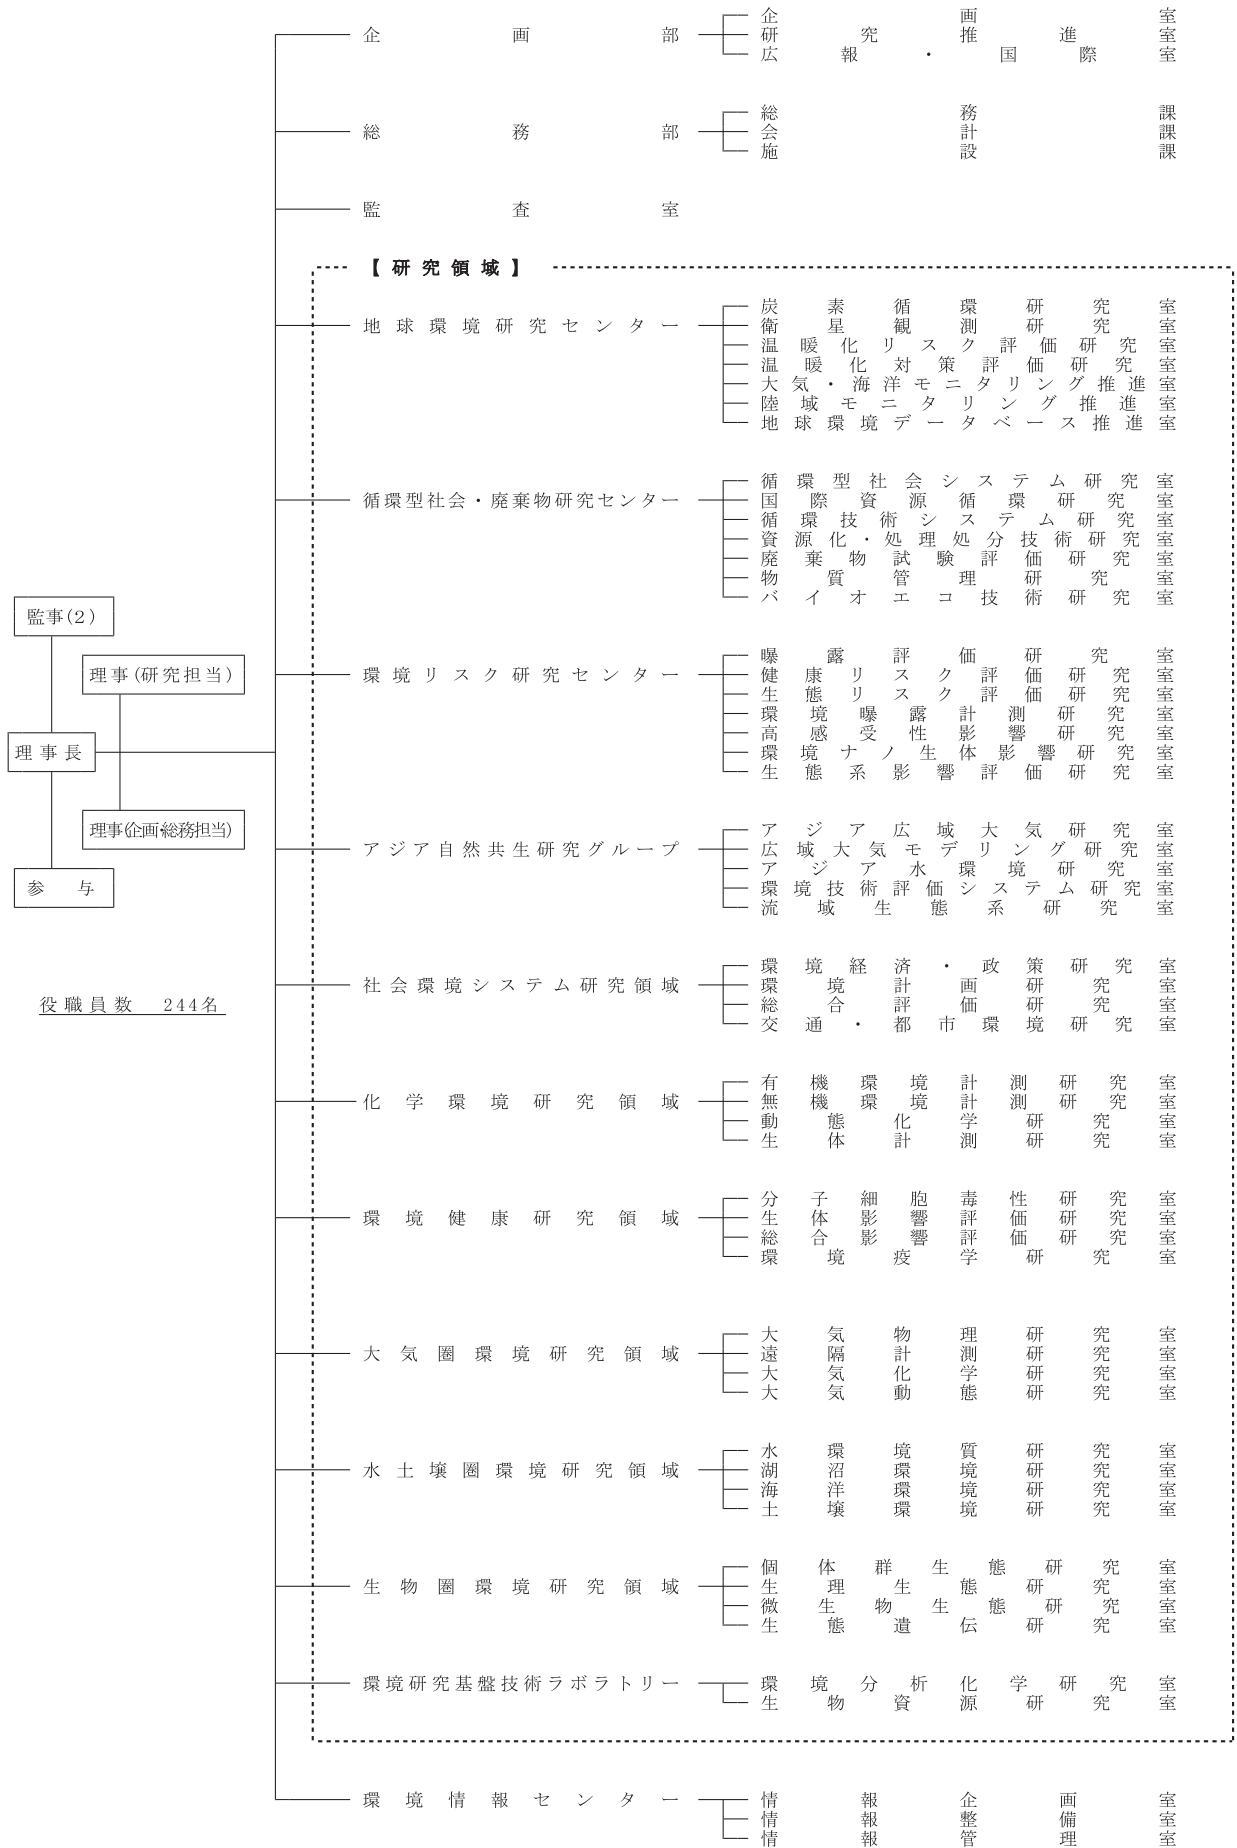 企画室
企画部
研究推進室
広報・国際室
総務課
総務部
会計課
施設課
監査室
【研究領域】
炭素循環研究室
地球環境研究センター
衛星観測研究室
温暖化リスク評価研究室
温暖化対策評価研究室
大気・海洋モニタリング推進室
陸域モニタリング推進室
地球環境データベース推進室
循環型社会システム研究室
循環型社会・廃棄物研究センター
国際資源循環研究室
循環技術システム研究室
資源化・処理処分技術研究室
廃棄物試験評価研究室
物質管理研究室
バイオエコ技術研究室
監事(2)
理事(研究担当)
理事長
理事(企画・総務担当)
参与
役職員数 244名
曝露評価研究室
環境リスク研究センター
健康リスク評価研究室
生態リスク評価研究室
環境曝露計測研究室
高感受性影響研究室
環境ナノ生体影響研究室
生態系影響評価研究室
アジア広域大気研究室
アジア自然共生研究グループ
広域大気モデリング研究室
アジア水環境研究室
環境技術評価システム研究室
流域生態系研究室
環境経済・政策研究室
社会環境システム研究領域
環境計画研究室
総合評価研究室
交通・都市環境研究室
有機環境計測研究室
化学環境研究領域
無機環境計測研究室
動態化学研究室
生体計測研究室
分子細胞毒性研究室
環境健康研究領域
生体影響評価研究室
総合影響評価研究室
環境疫学研究室
大気物理研究室
大気圏環境研究領域
遠隔計測研究室
大気化学研究室
大気動態研究室
水環境質研究室
水土壌圏環境研究領域
湖沼環境研究室
海洋環境研究室
土壌環境研究室
個体群生態研究室
生物圏環境研究領域
生理生態研究室
微生物生態研究室
生態遺伝研究室
環境研究基盤技術ラボラトリー
環境分析化学研究室
生物資源研究室
環境情報センター
情報企画室
情報整備室
情報管理室